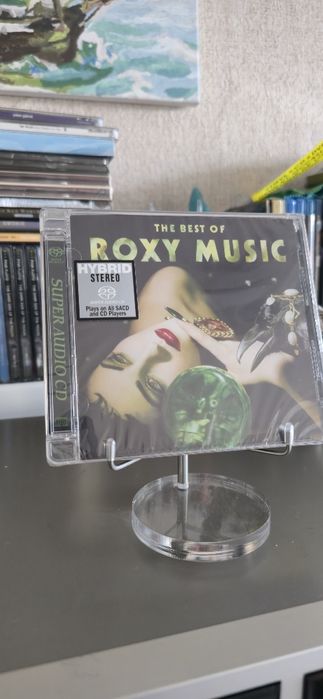 THE BEST OF
ROXY MUSIC
HYBRID
STEREO
Plays on All SACD
and CD Players
SUPER AUDIO CD